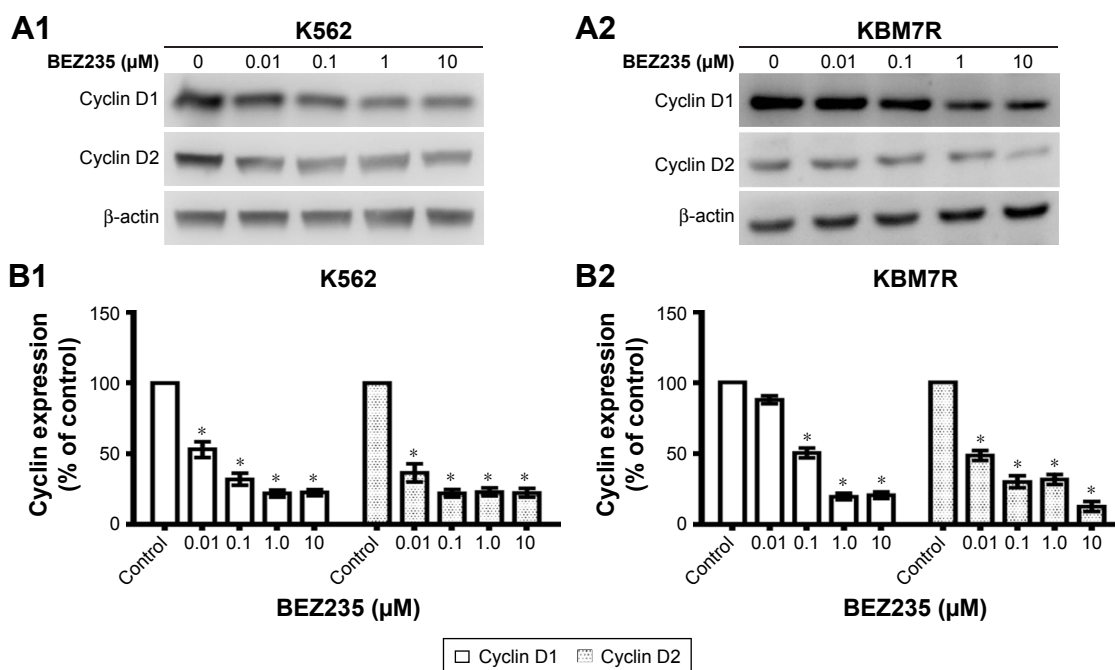 A1
K562
BEZ235 (µM) 0 0.01 0.1 1 10
Cyclin D1
Cyclin D2
β-actin
A2
KBM7R
BEZ235 (µM) 0 0.01 0.1 1 10
Cyclin D1
Cyclin D2
β-actin
B1
K562
Cyclin expression
(% of control)
150
100
50
0
* * * * * * * *
Control 0.01 0.1 1.0 10 Control 0.01 0.1 1.0 10
BEZ235 (µM)
B2
KBM7R
Cyclin expression
(% of control)
150
100
50
0
* * * * * * *
Control 0.01 0.1 1.0 10 Control 0.01 0.1 1.0 10
BEZ235 (µM)
Cyclin D1 Cyclin D2